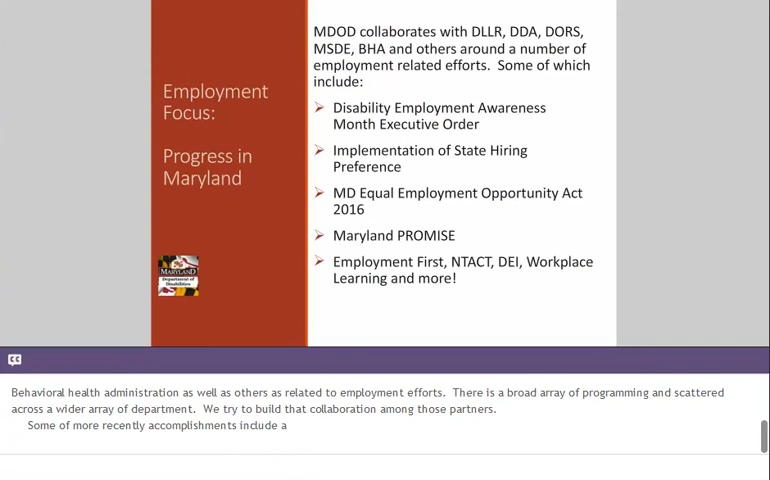 Employment
Focus:
Progress in
Maryland
MARYLAND
Department of
Disabilities
MDOD collaborates with DLLR, DDA, DORS,
MSDE, BHA and others around a number of
employment related efforts.  Some of which
include:
Disability Employment Awareness
Month Executive Order
Implementation of State Hiring
Preference
MD Equal Employment Opportunity Act
2016
Maryland PROMISE
Employment First, NTACT, DEI, Workplace
Learning and more!
CC
Behavioral health administration as well as others as related to employment efforts.  There is a broad array of programming and scattered
across a wider array of department.  We try to build that collaboration among those partners.
Some of more recently accomplishments include a